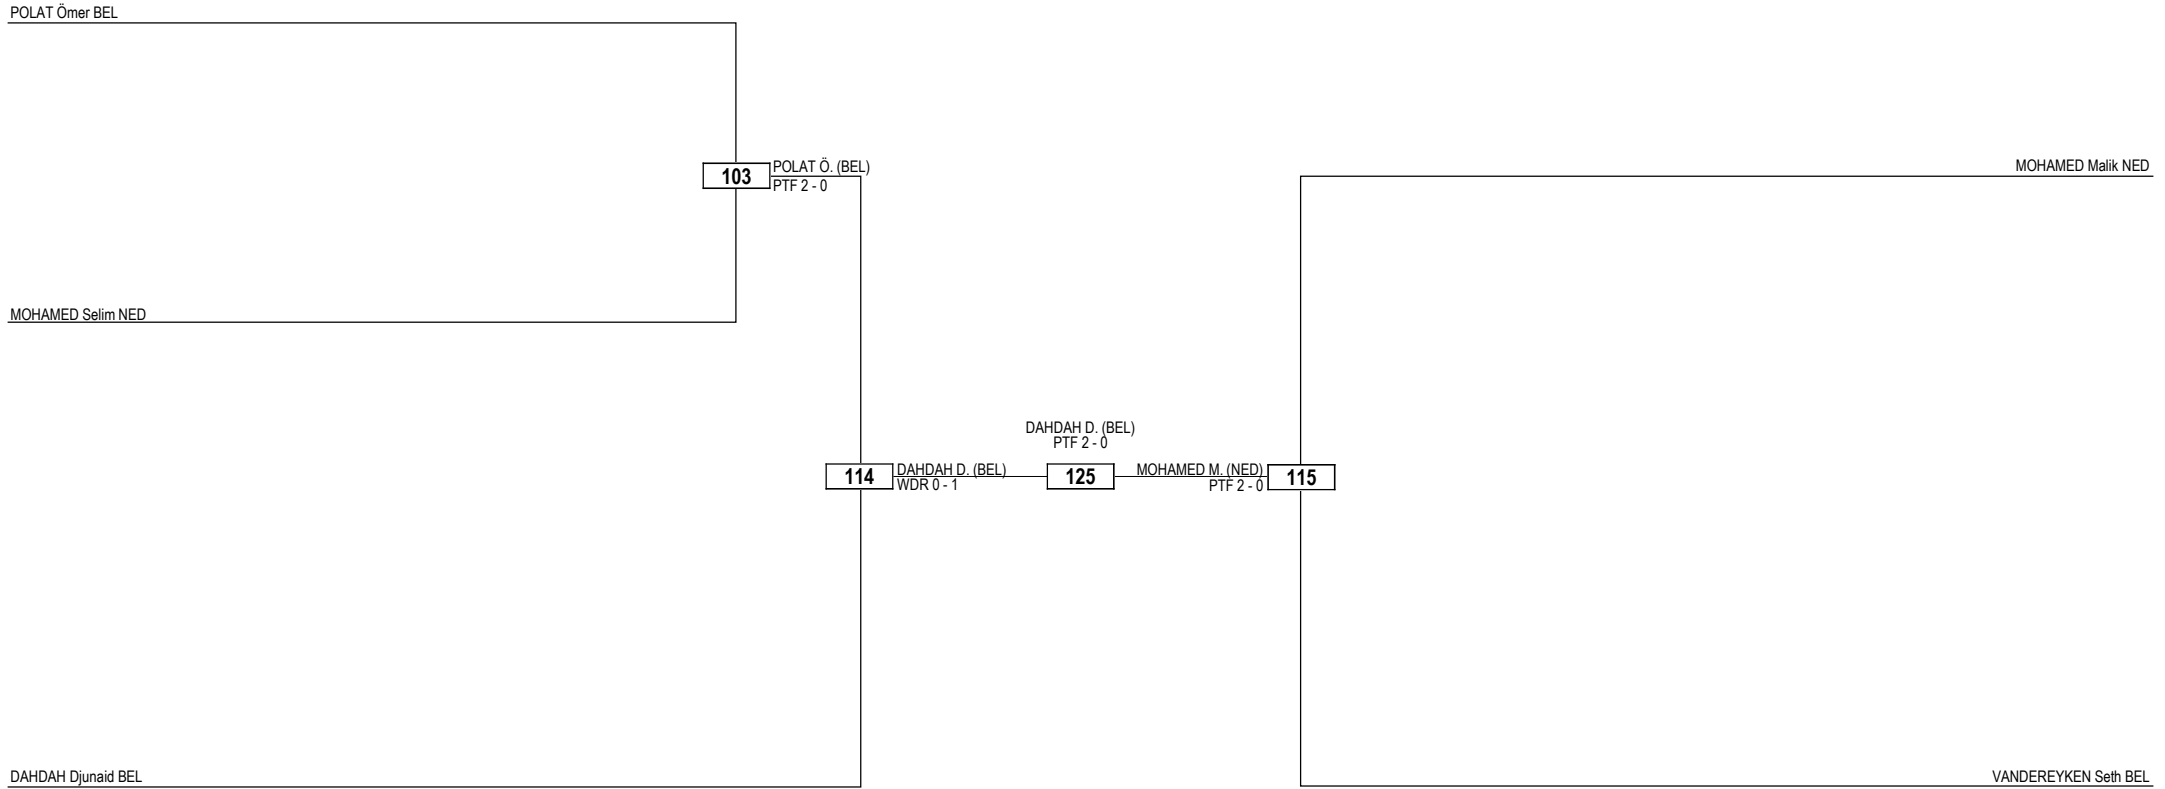 POLAT Ömer BEL
103
POLAT Ö. (BEL)
PTF 2 - 0
MOHAMED Malik NED
MOHAMED Selim NED
DAHDAH D. (BEL)
PTF 2 - 0
114
DAHDAH D. (BEL)
WDR 0 - 1
125
MOHAMED M. (NED)
PTF 2 - 0
115
DAHDAH Djunaid BEL
VANDEREYKEN Seth BEL